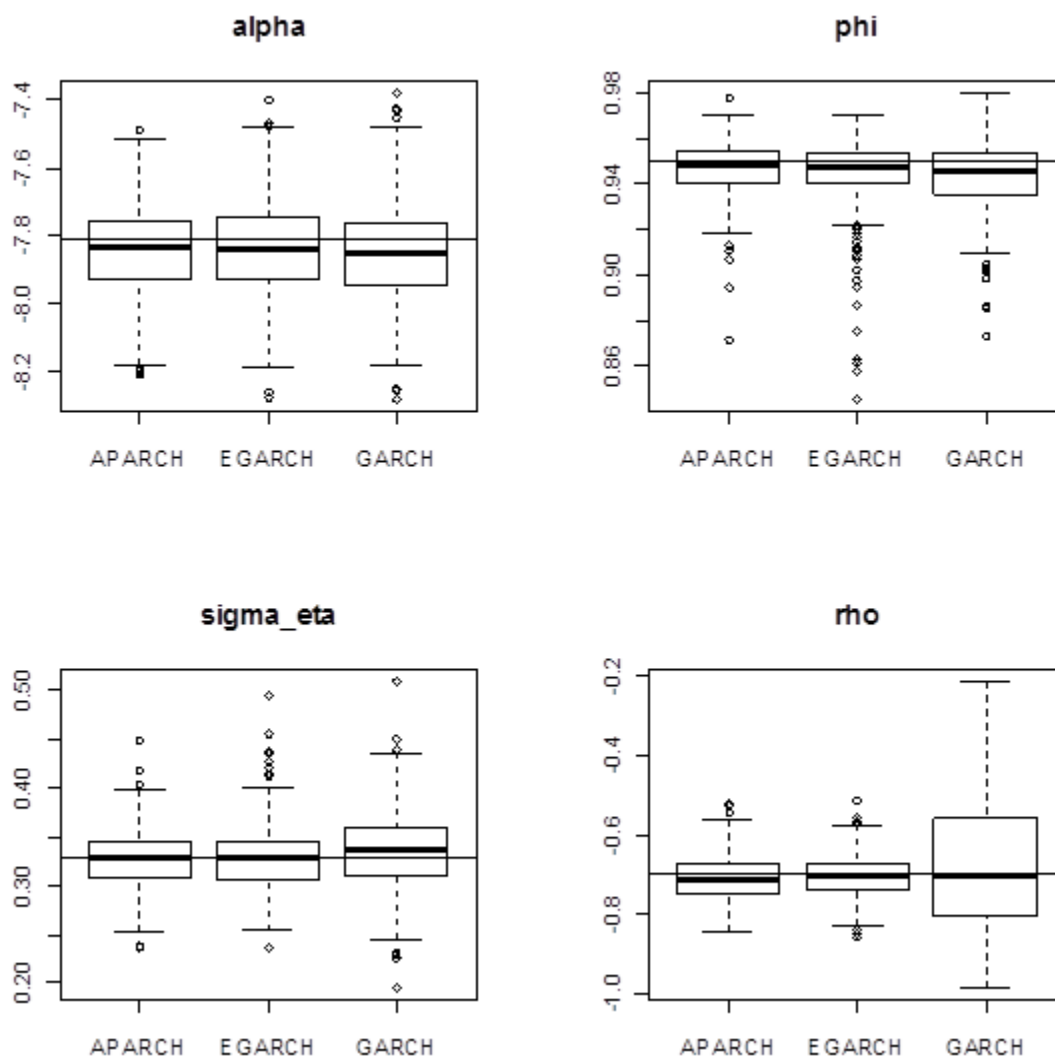 alpha
-7.4
-7.6
-7.8
-8.0
-8.2
APARCH EGARCH GARCH
phi
0.98
0.94
0.90
0.86
APARCH EGARCH GARCH
sigma_eta
0.50
0.40
0.30
0.20
APARCH EGARCH GARCH
rho
-0.2
-0.4
-0.6
-0.8
-1.0
APARCH EGARCH GARCH